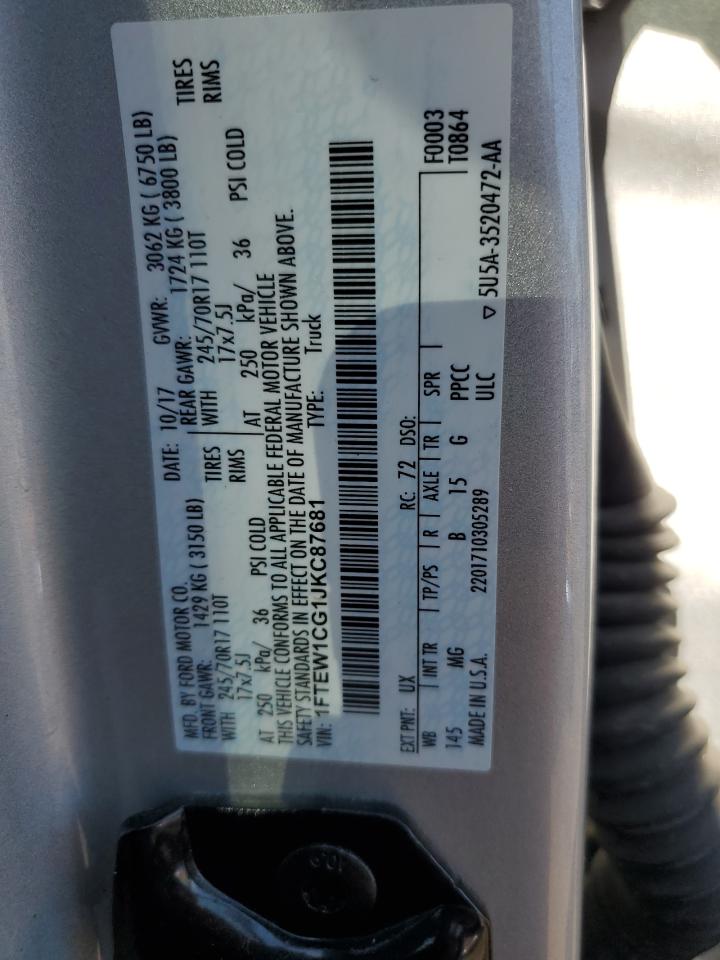 MFD. BY FORD MOTOR CO.
DATE: 10/17 GVWR: 3062 KG ( 6750 LB)
FRONT GAWR: 1429 KG ( 3150 LB) REAR GAWR: 1724 KG ( 3800 LB)
WITH 245/70R17 110T TIRES WITH 245/70R17 110T TIRES
17x7.5J RIMS 17x7.5J RIMS
AT 250 kPa/ 36 PSI COLD AT 250 kPa/ 36 PSI COLD
THIS VEHICLE CONFORMS TO ALL APPLICABLE FEDERAL MOTOR VEHICLE
SAFETY STANDARDS IN EFFECT ON THE DATE OF MANUFACTURE SHOWN ABOVE.
VIN: 1FTEW1CG1JKC87681 TYPE: Truck
F0003
EXT PNT: UX RC: 72 DSO: T0864
WB INT TR TP/PS R AXLE TR SPR
145 MG B 15 G PPCC
ULC
MADE IN U.S.A. 2201710305289
▽ 5U5A-3520472-AA
10.9